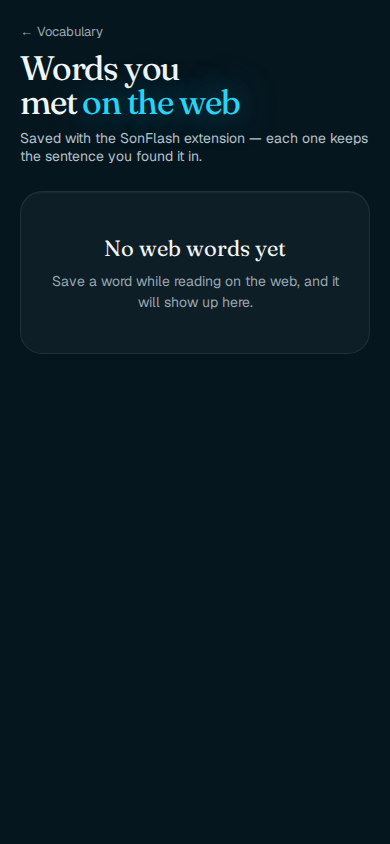 ← Vocabulary
Words you
met on the web
Saved with the SonFlash extension — each one keeps
the sentence you found it in.
No web words yet
Save a word while reading on the web, and it
will show up here.